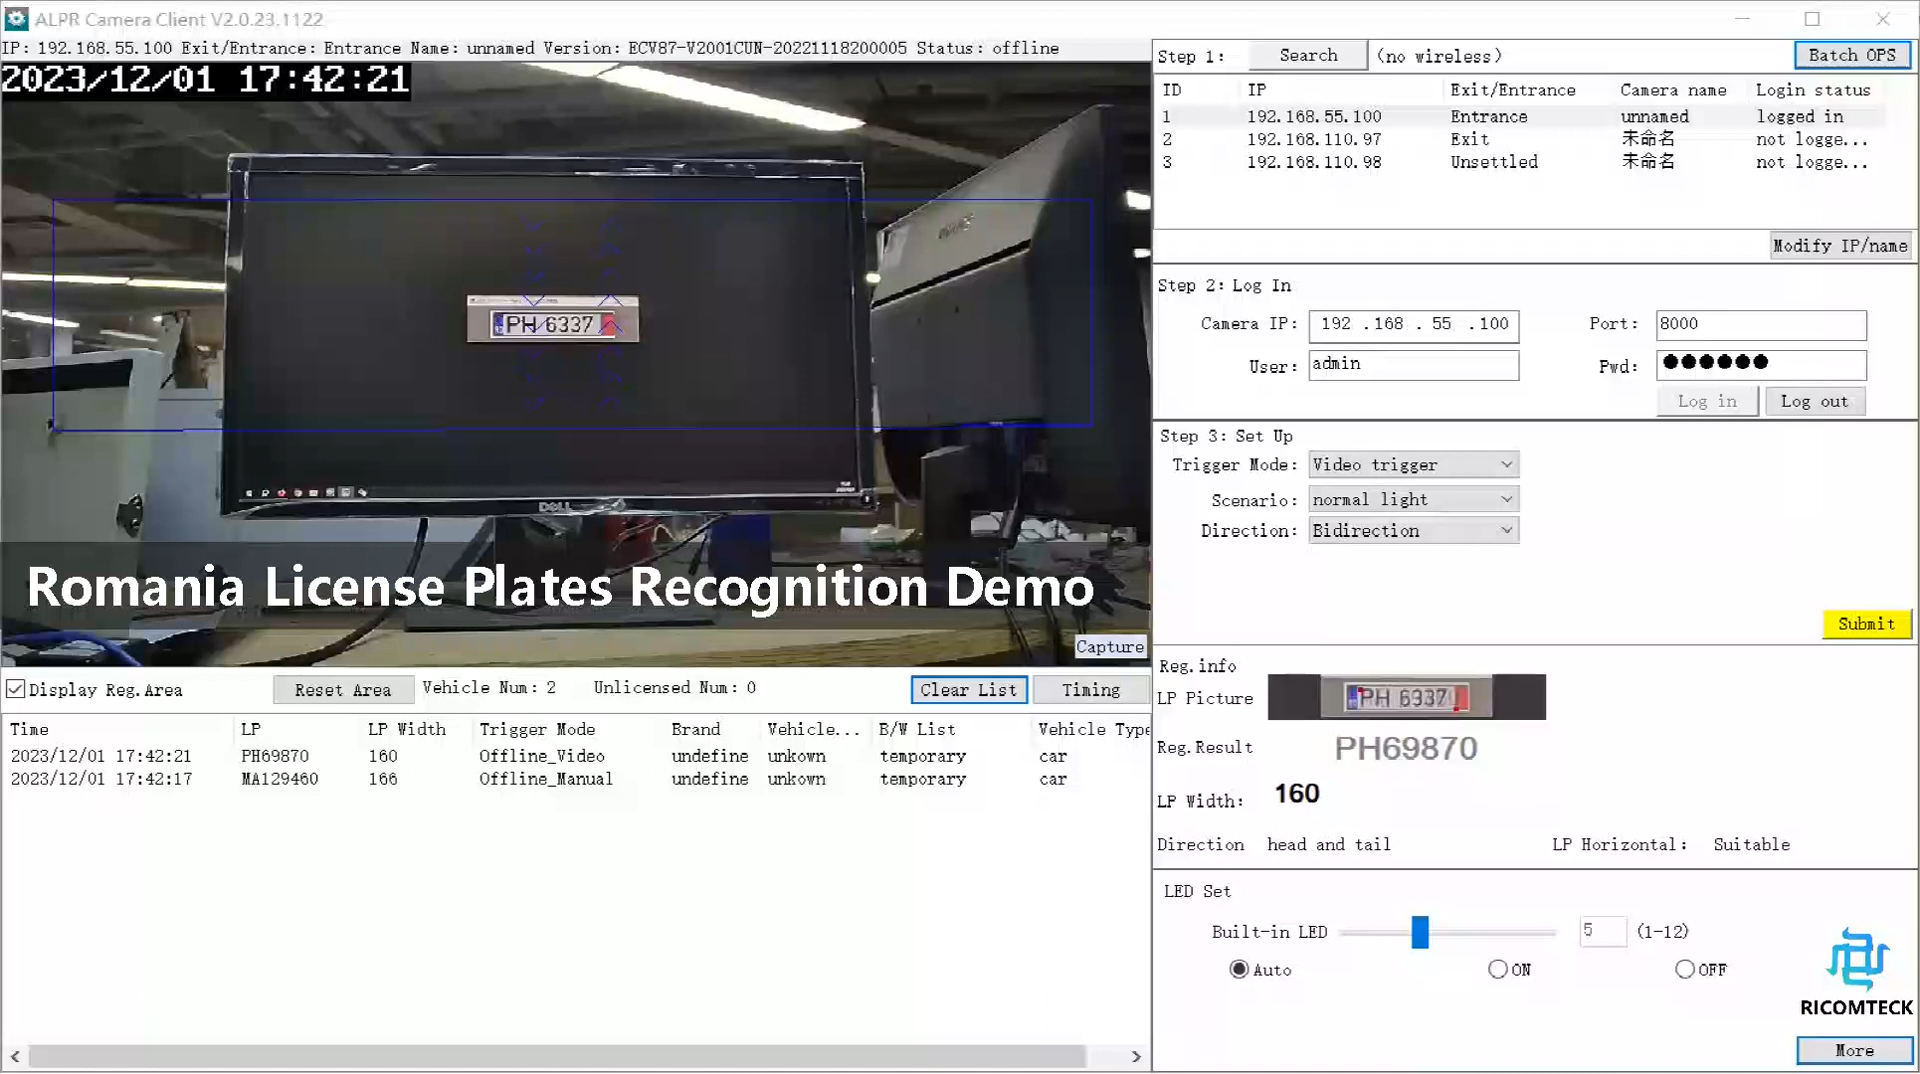 ALPR Camera Client V2.0.23.1122
IP: 192.168.55.100 Exit/Entrance: Entrance Name: unnamed Version: ECV87-V2001CUN-20221118200005 Status: offline
2023/12/01 17:42:21
PH 6337
DELL
Romania License Plates Recognition Demo
Capture
Display Reg.Area
Reset Area
Vehicle Num: 2
Unlicensed Num: 0
Clear List
Timing
Time LP LP Width Trigger Mode Brand Vehicle... B/W List Vehicle Type
2023/12/01 17:42:21 PH69870 160 Offline_Video undefine unkown temporary car
2023/12/01 17:42:17 MA129460 166 Offline_Manual undefine unkown temporary car
Step 1: Search (no wireless) Batch OPS
ID IP Exit/Entrance Camera name Login status
1 192.168.55.100 Entrance unnamed logged in
2 192.168.110.97 Exit 未命名 not logge...
3 192.168.110.98 Unsettled 未命名 not logge...
Modify IP/name
Step 2: Log In
Camera IP: 192 .168 . 55 .100 Port: 8000
User: admin Pwd: ●●●●●●
Log in Log out
Step 3: Set Up
Trigger Mode: Video trigger
Scenario: normal light
Direction: Bidirection
Submit
Reg.info
LP Picture PH 6337
Reg.Result PH69870
LP Width: 160
Direction head and tail LP Horizontal: Suitable
LED Set
Built-in LED 5 (1-12)
Auto ON OFF
RICOMTECK
More